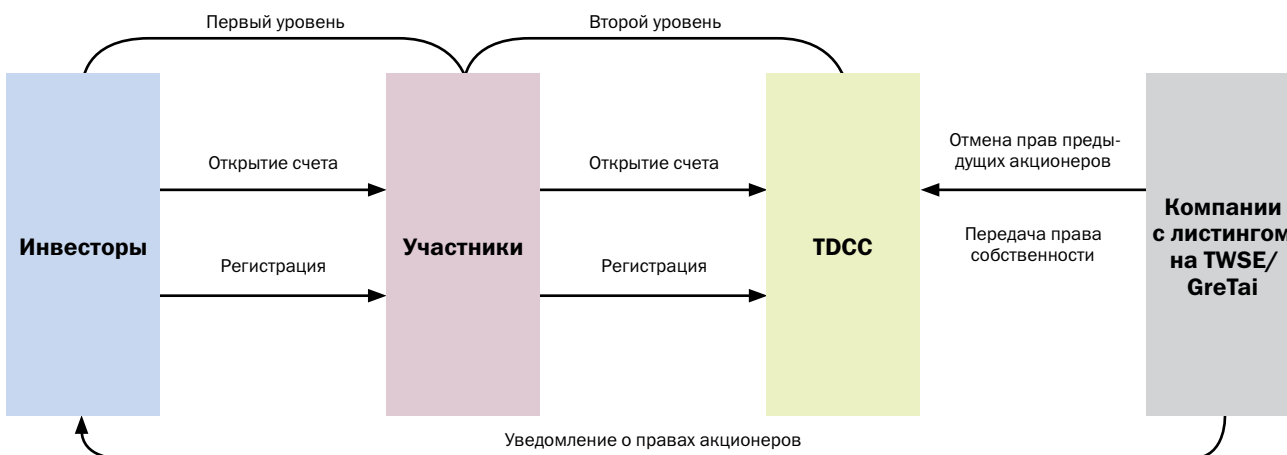 Первый уровень
Второй уровень
Открытие счета
Открытие счета
Отмена прав преды-
дущих акционеров
Инвесторы
Участники
TDCC
Компании
с листингом
на TWSE/
GreTai
Регистрация
Регистрация
Передача права
собственности
Уведомление о правах акционеров